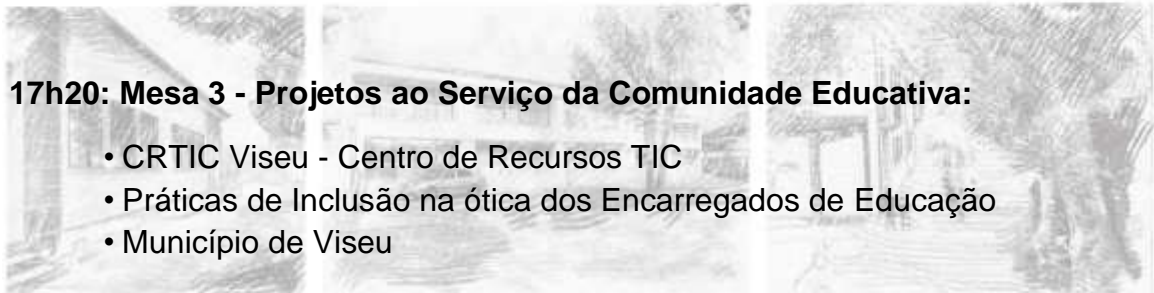 17h20: Mesa 3 - Projetos ao Serviço da Comunidade Educativa:
• CRTIC Viseu - Centro de Recursos TIC
• Práticas de Inclusão na ótica dos Encarregados de Educação
• Município de Viseu